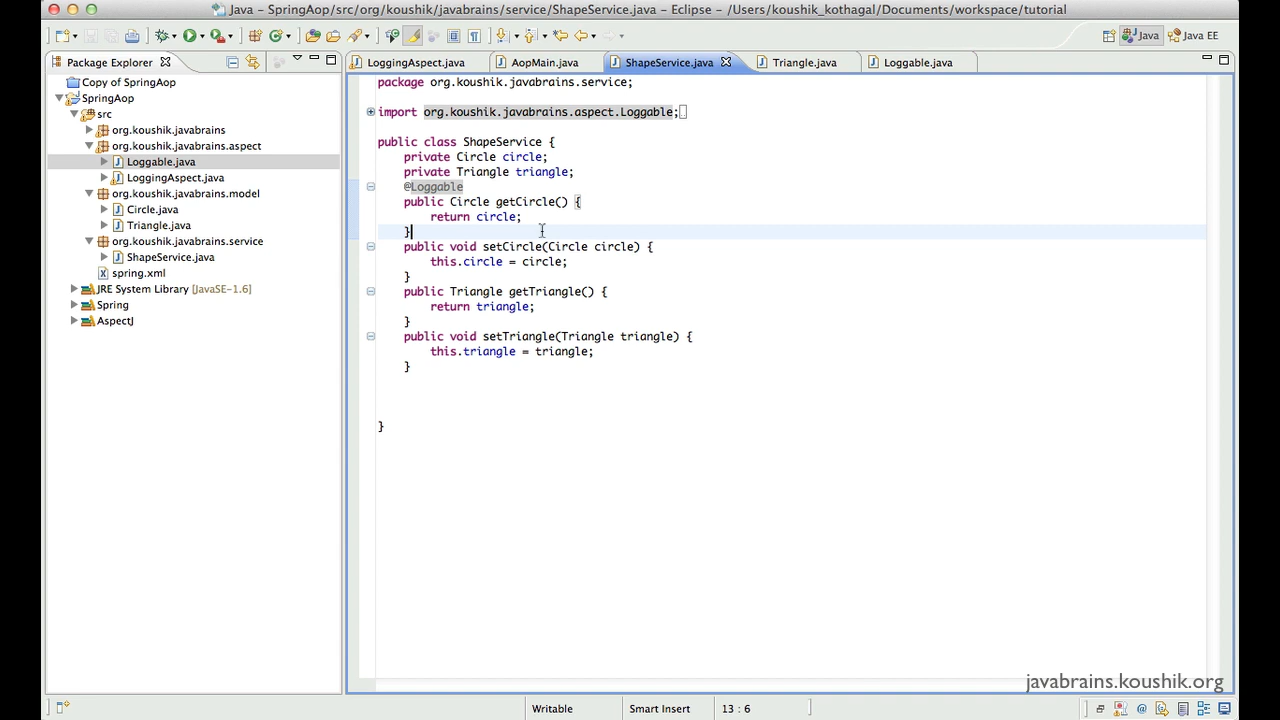 Java - SpringAop/src/org/koushik/javabrains/service/ShapeService.java - Eclipse - /Users/koushik_kothagal/Documents/workspace/tutorial
Java
Java EE
Package Explorer
Copy of SpringAop
SpringAop
src
org.koushik.javabrains
org.koushik.javabrains.aspect
Loggable.java
LoggingAspect.java
org.koushik.javabrains.model
Circle.java
Triangle.java
org.koushik.javabrains.service
ShapeService.java
spring.xml
JRE System Library [JavaSE-1.6]
Spring
AspectJ
LoggingAspect.java
AopMain.java
ShapeService.java
Triangle.java
Loggable.java
package org.koushik.javabrains.service;
import org.koushik.javabrains.aspect.Loggable;
public class ShapeService {
private Circle circle;
private Triangle triangle;
@Loggable
public Circle getCircle() {
return circle;
}
public void setCircle(Circle circle) {
this.circle = circle;
}
public Triangle getTriangle() {
return triangle;
}
public void setTriangle(Triangle triangle) {
this.triangle = triangle;
}
}
javabrains.koushik.org
Writable
Smart Insert
13 : 6